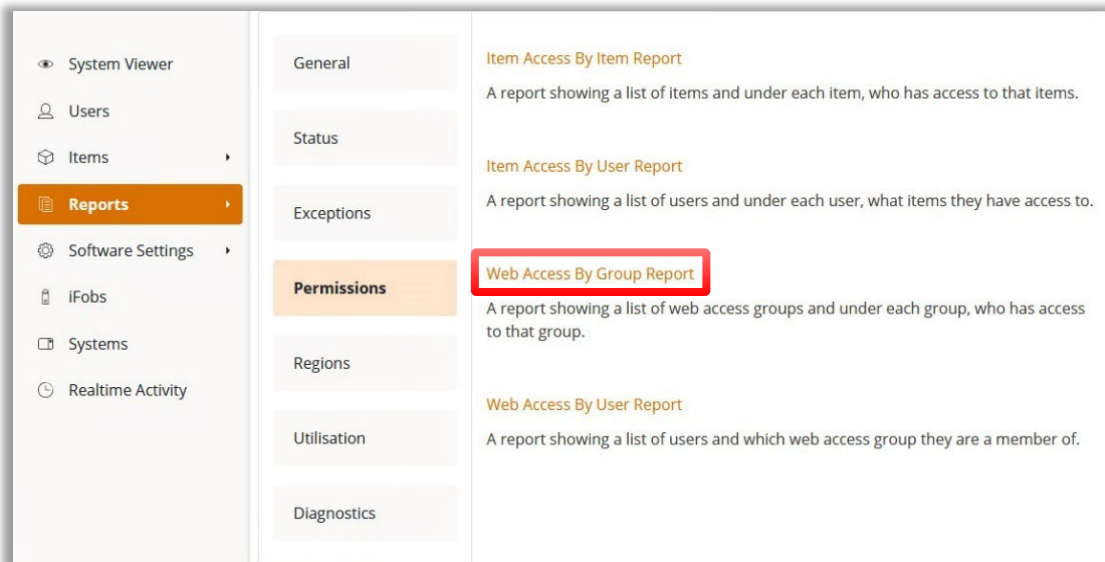 System Viewer
Users
Items
Reports
Software Settings
iFobs
Systems
Realtime Activity
General
Status
Exceptions
Permissions
Regions
Utilisation
Diagnostics
Item Access By Item Report
A report showing a list of items and under each item, who has access to that items.
Item Access By User Report
A report showing a list of users and under each user, what items they have access to.
Web Access By Group Report
A report showing a list of web access groups and under each group, who has access
to that group.
Web Access By User Report
A report showing a list of users and which web access group they are a member of.